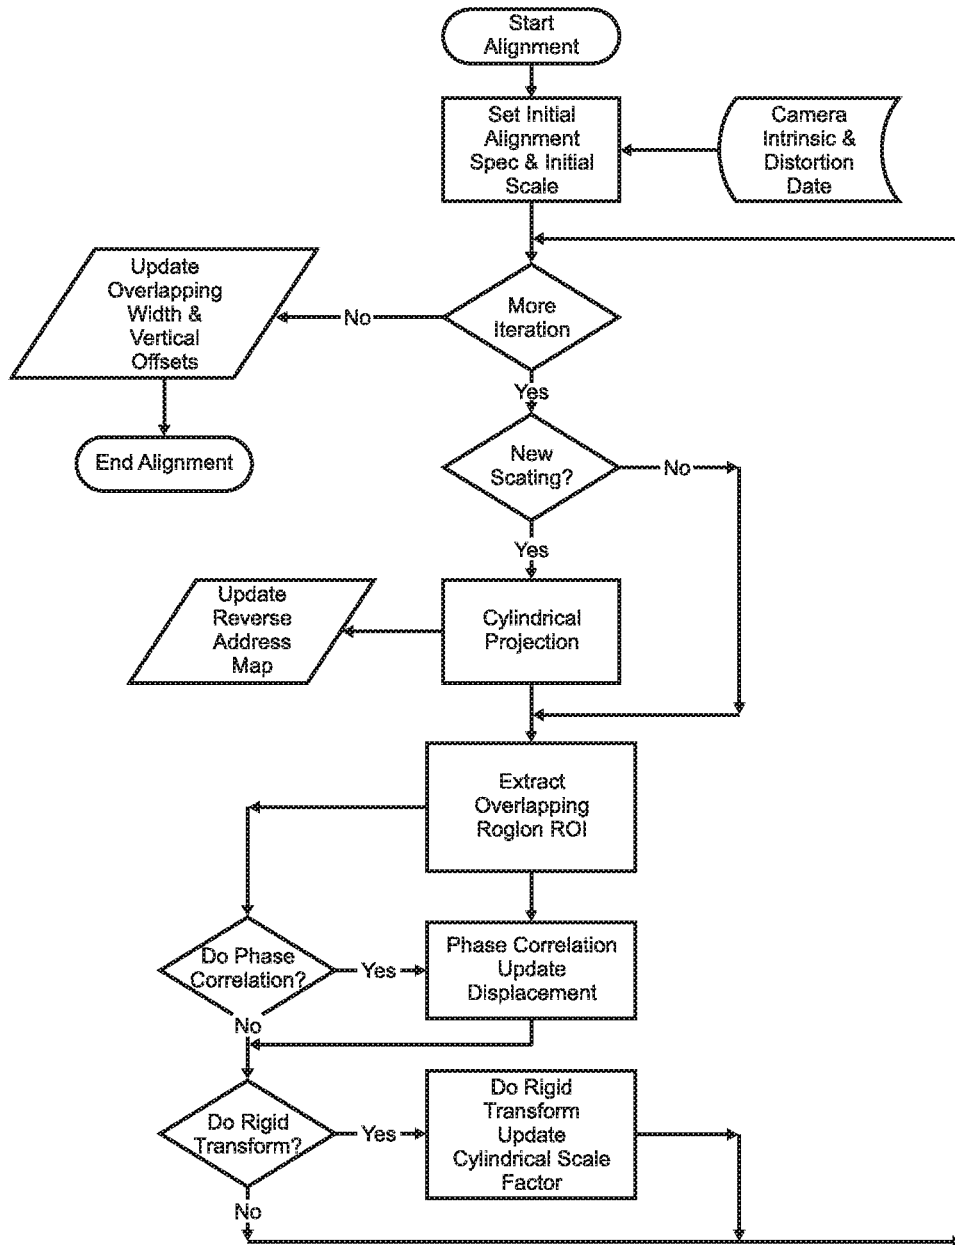 Start
Alignment
Set Initial
Alignment
Spec & Initial
Scale
Camera
Intrinsic &
Distortion
Date
Update
Overlapping
Width &
Vertical
Offsets
No
More
Iteration
Yes
End Alignment
New
Scating?
No
Yes
Update
Reverse
Address
Map
Cylindrical
Projection
Extract
Overlapping
Roglon ROI
Do Phase
Correlation?
Yes
Phase Correlation
Update
Displacement
No
Do Rigid
Transform?
Yes
Do Rigid
Transform
Update
Cylindrical Scale
Factor
No